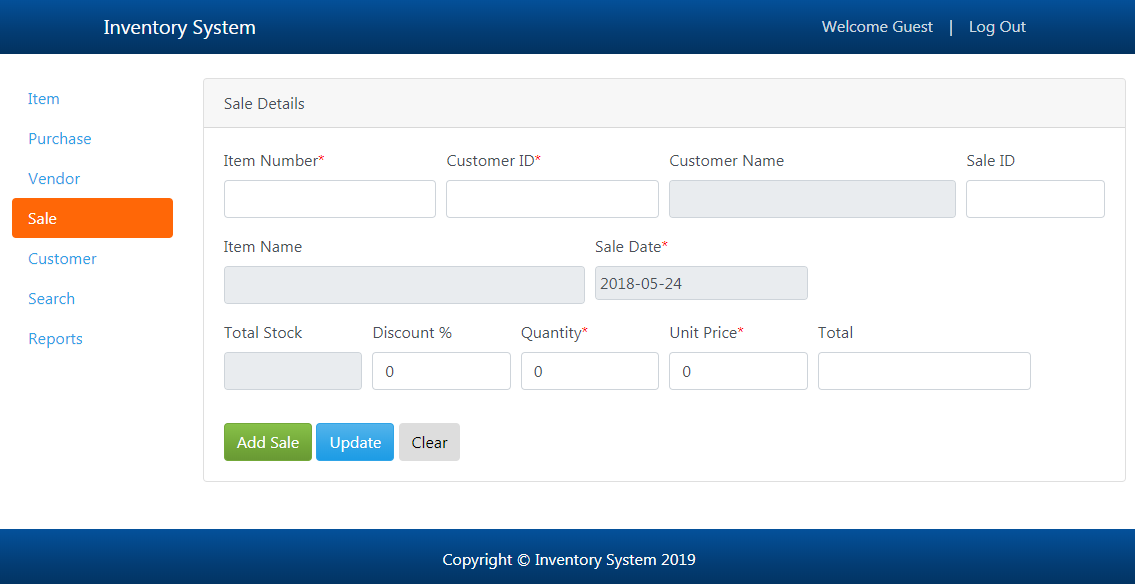 Inventory System
Welcome Guest | Log Out
Item
Purchase
Vendor
Sale
Customer
Search
Reports
Sale Details
Item Number* Customer ID* Customer Name Sale ID
Item Name Sale Date*
2018-05-24
Total Stock Discount % Quantity* Unit Price* Total
0 0 0
Add Sale Update Clear
Copyright © Inventory System 2019